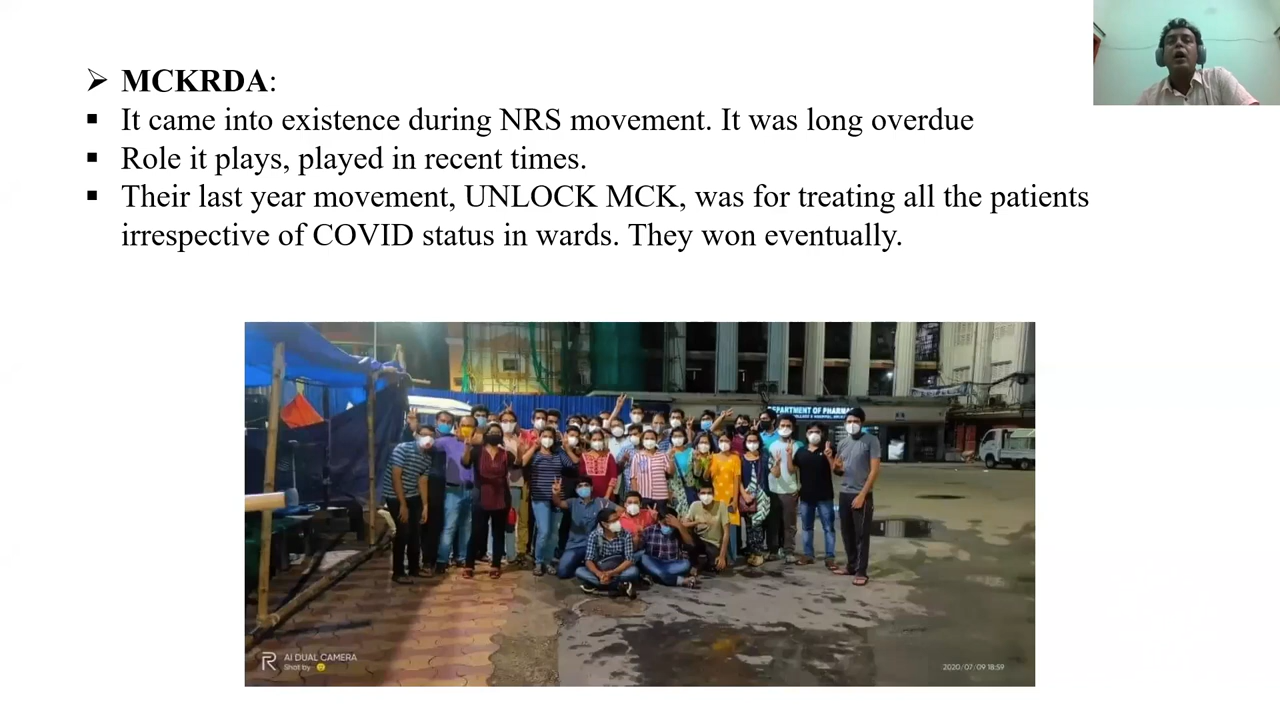 MCKRDA:
It came into existence during NRS movement. It was long overdue
Role it plays, played in recent times.
Their last year movement, UNLOCK MCK, was for treating all the patients
irrespective of COVID status in wards. They won eventually.
DEPARTMENT OF PHARMA
AI DUAL CAMERA
Shot by
2020/07/09 18:59